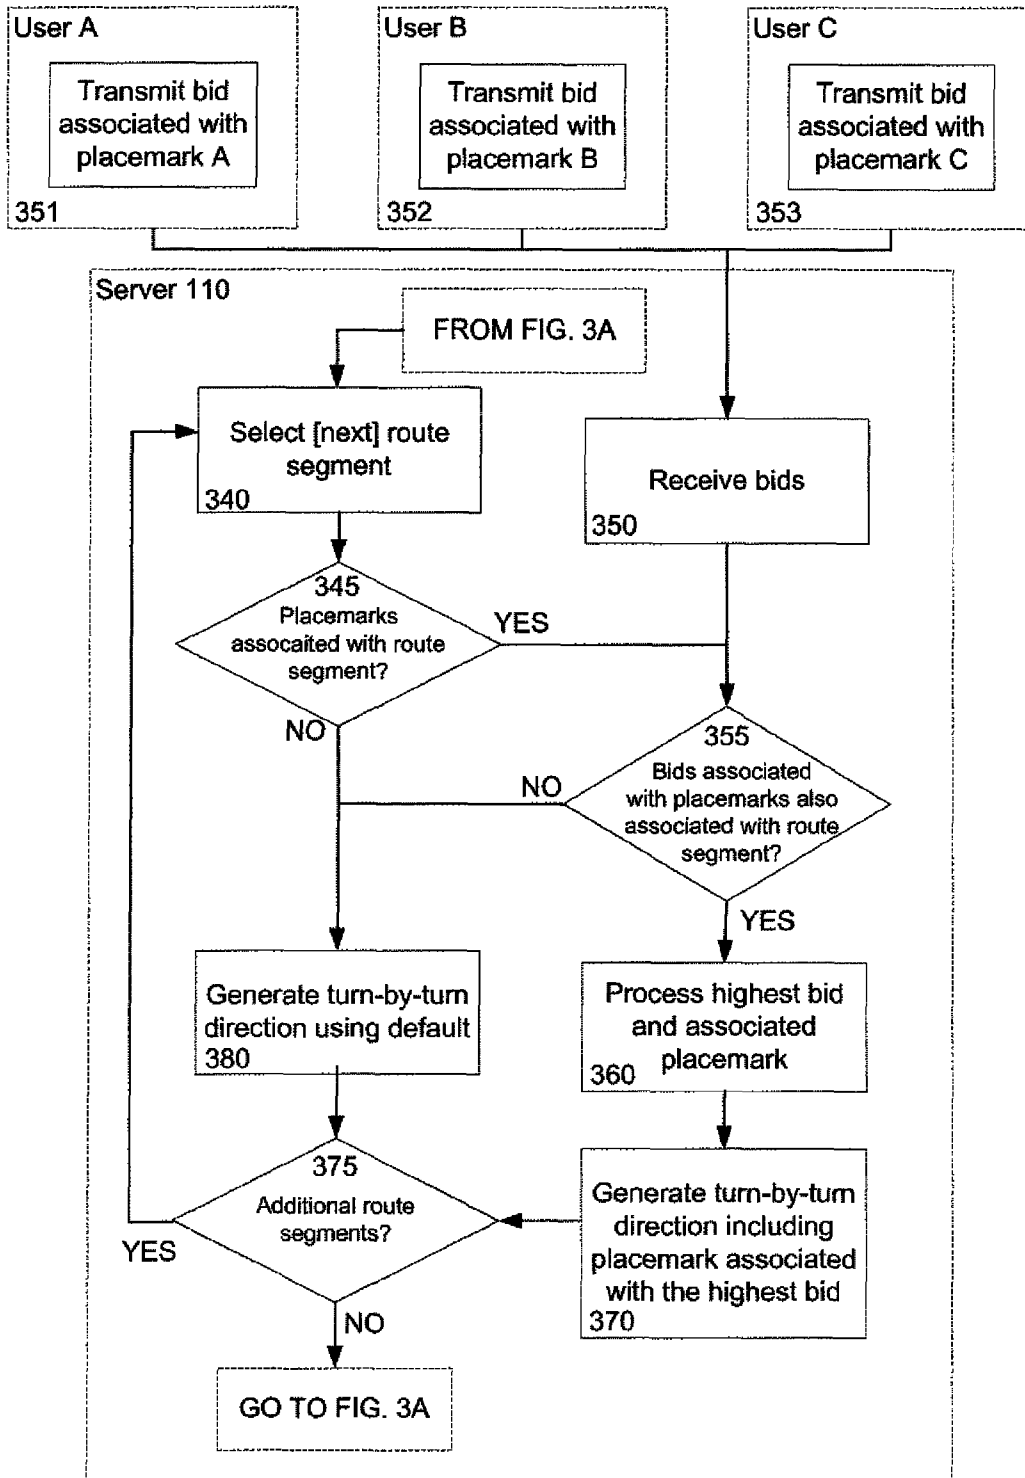 User A
Transmit bid
associated with
placemark A
351
User B
Transmit bid
associated with
placemark B
352
User C
Transmit bid
associated with
placemark C
353
Server 110
FROM FIG. 3A
Select [next] route
segment
340
Receive bids
350
345
Placemarks
assocaited with route
segment?
YES
NO
355
Bids associated
with placemarks also
associated with route
segment?
NO
YES
Generate turn-by-turn
direction using default
380
Process highest bid
and associated
placemark
360
375
Additional route
segments?
YES
NO
Generate turn-by-turn
direction including
placemark associated
with the highest bid
370
GO TO FIG. 3A